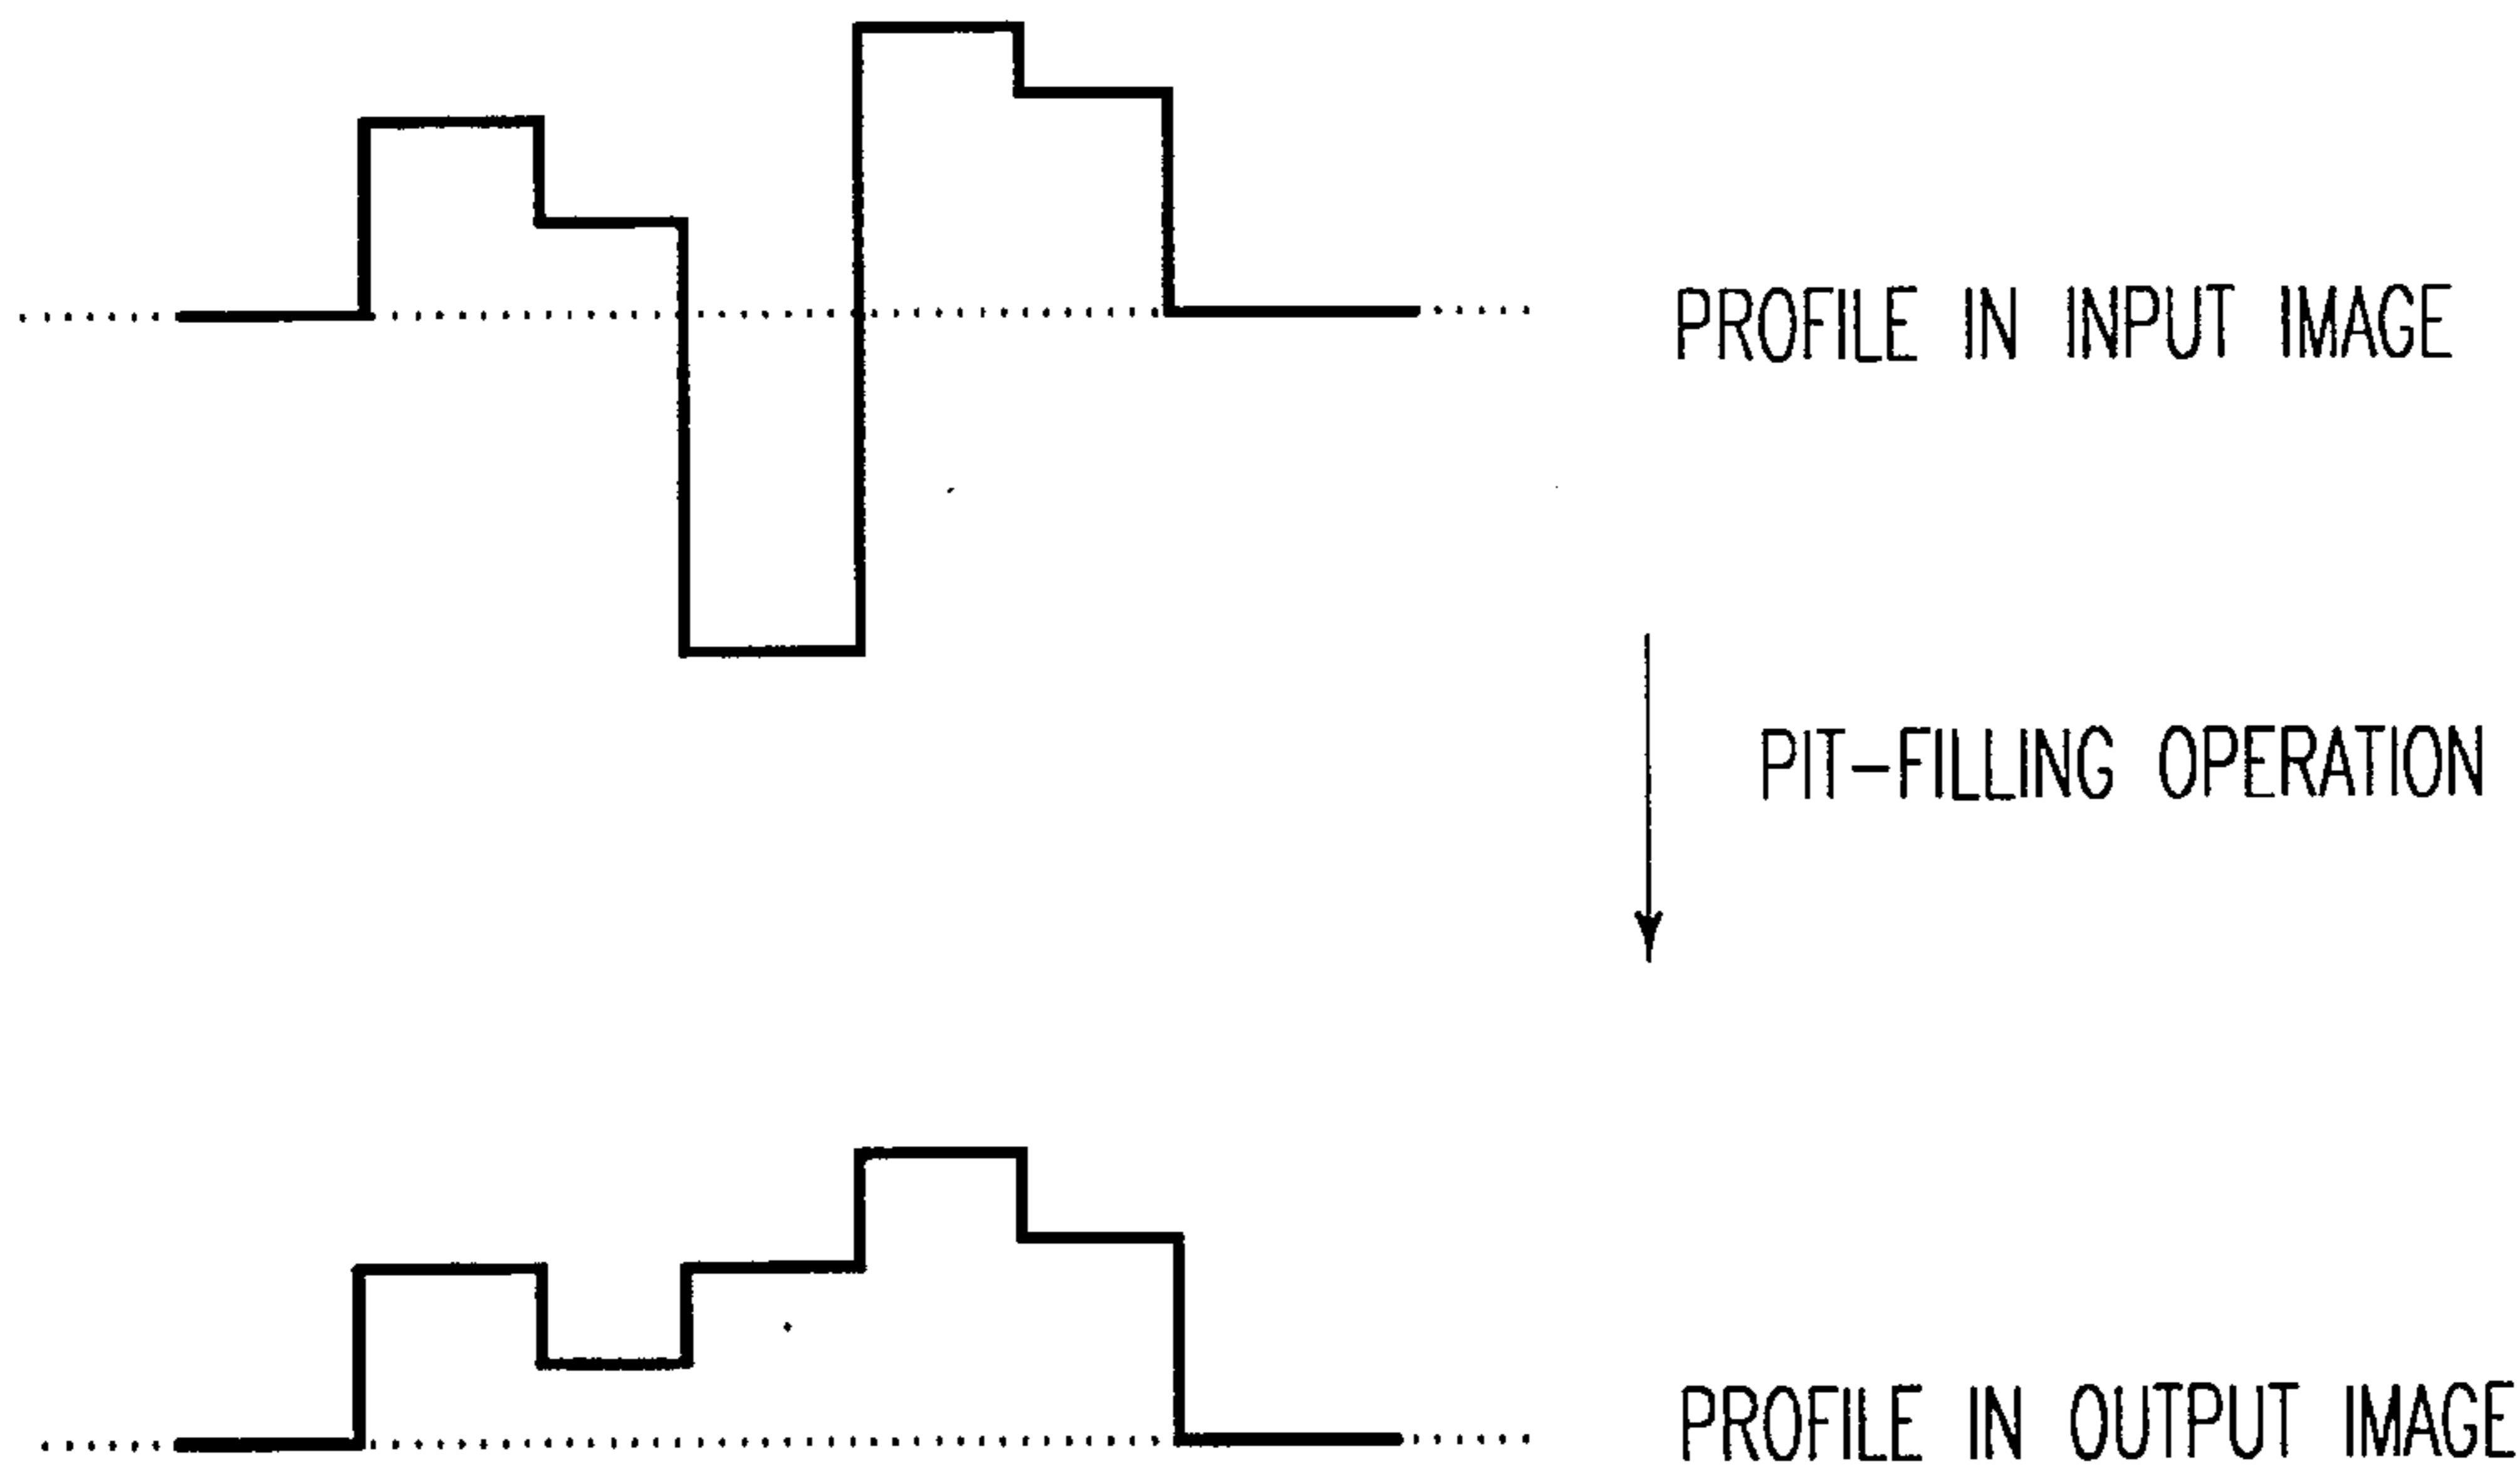 PROFILE IN INPUT IMAGE
PIT-FILLING OPERATION
PROFILE IN OUTPUT IMAGE